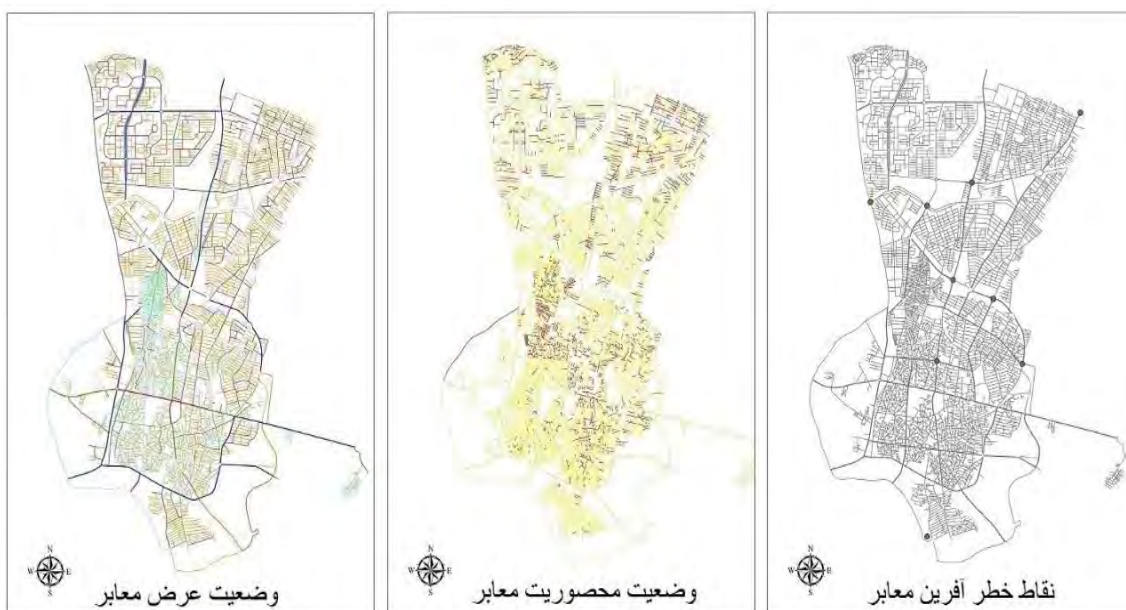 نقاط خطر آفرین معابر
وضعیت محصوریت معابر
وضعیت عرض معابر
N
W E
S
N
W E
S
N
W E
S